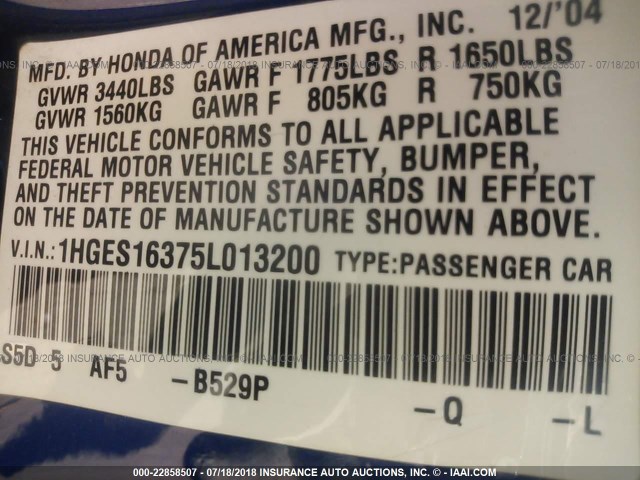 MFD. BY HONDA OF AMERICA MFG., INC. 12/'04
GVWR 3440LBS GAWR F 1775LBS R 1650LBS
GVWR 1560KG GAWR F 805KG R 750KG
THIS VEHICLE CONFORMS TO ALL APPLICABLE
FEDERAL MOTOR VEHICLE SAFETY, BUMPER,
AND THEFT PREVENTION STANDARDS IN EFFECT
ON THE DATE OF MANUFACTURE SHOWN ABOVE.
V.I.N.: 1HGES16375L013200 TYPE:PASSENGER CAR
S5D-5 AF5 -B529P -Q -L
000-22858507 - 07/18/2018 INSURANCE AUTO AUCTIONS, INC. - © - IAAI.COM